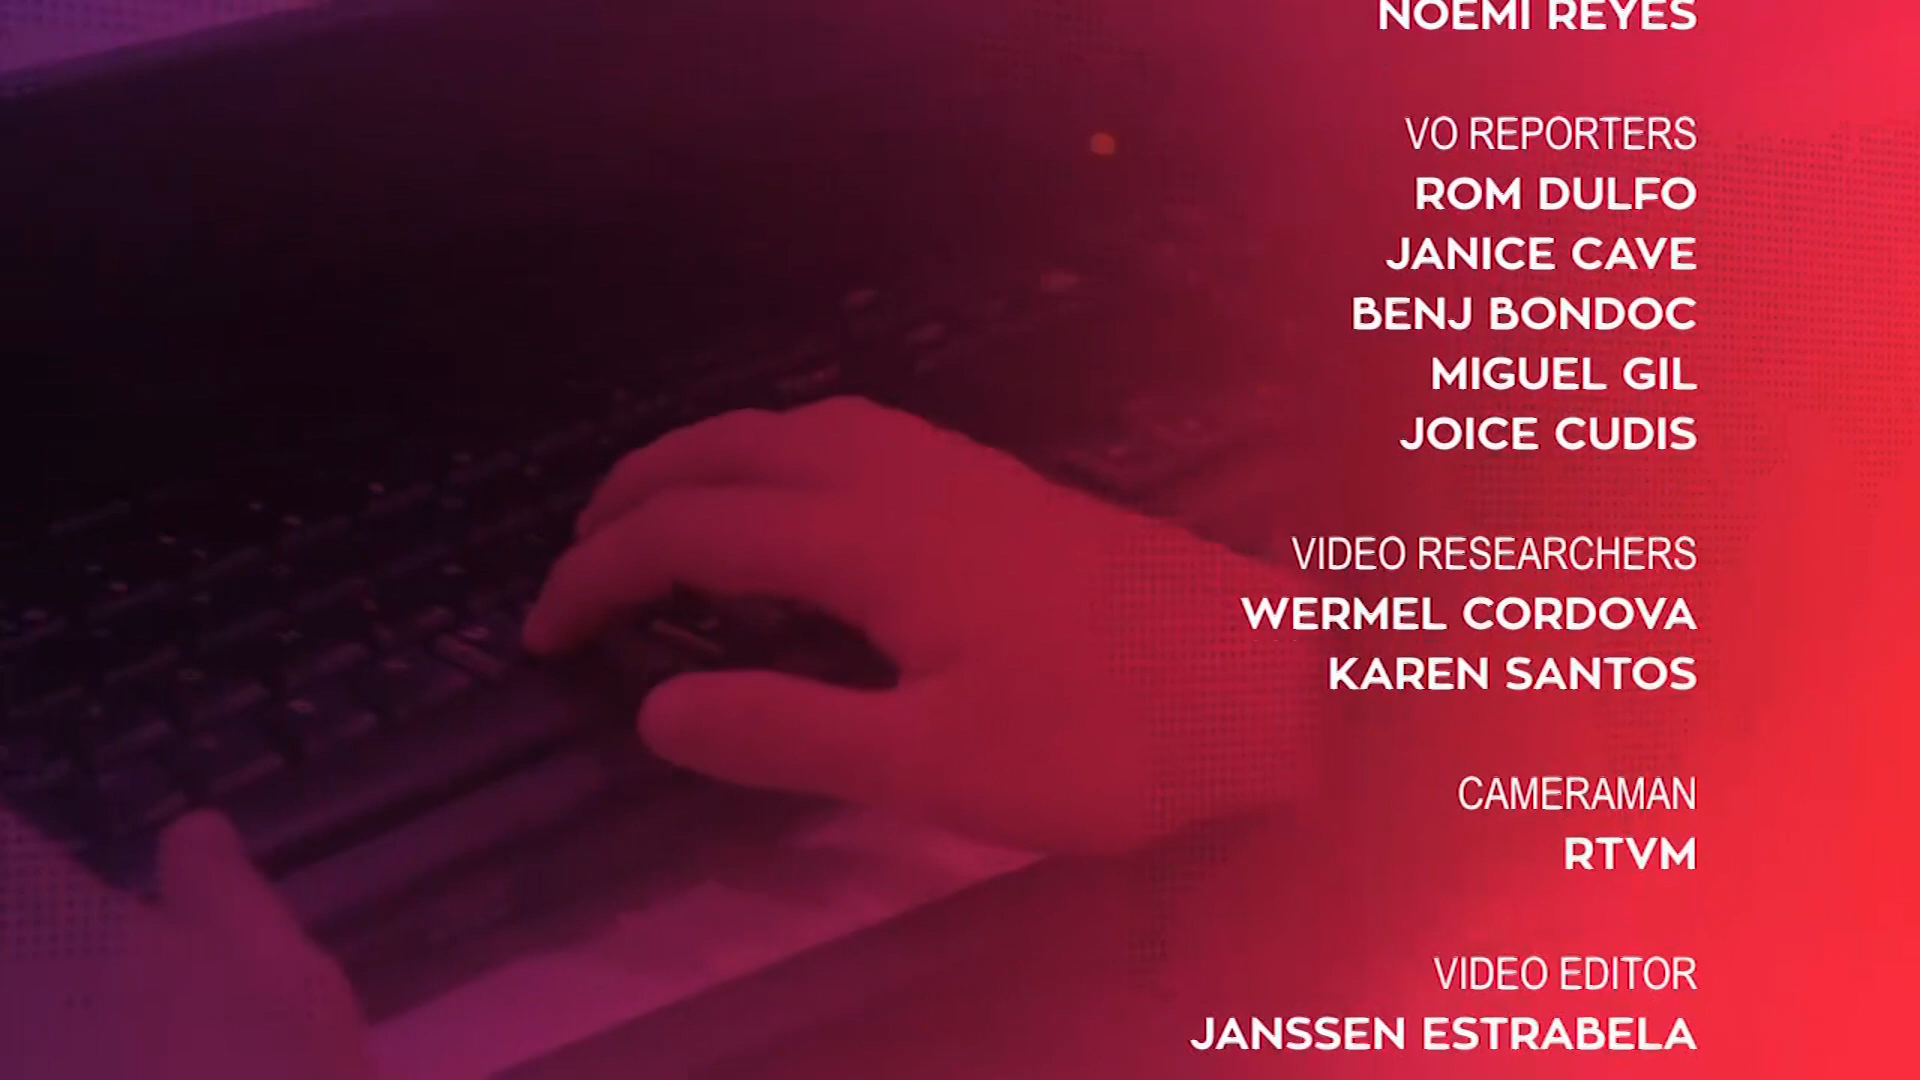 NOEMI REYES
VO REPORTERS
ROM DULFO
JANICE CAVE
BENJ BONDOC
MIGUEL GIL
JOICE CUDIS
VIDEO RESEARCHERS
WERMEL CORDOVA
KAREN SANTOS
CAMERAMAN
RTVM
VIDEO EDITOR
JANSSEN ESTRABELA